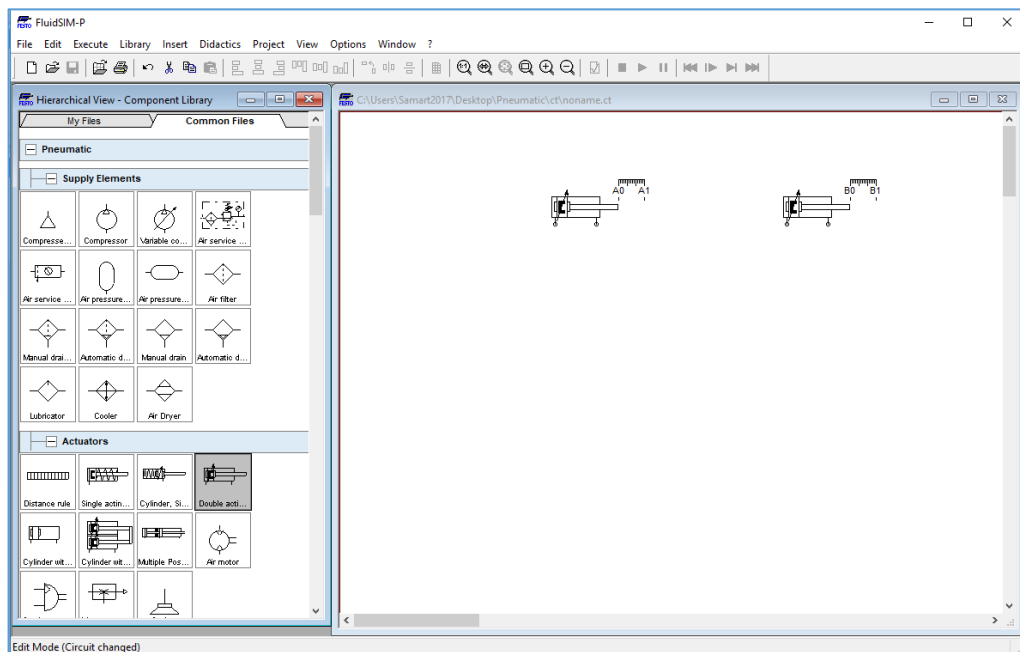 FESTO FluidSIM-P
File Edit Execute Library Insert Didactics Project View Options Window ?
FESTO Hierarchical View - Component Library
My Files Common Files
Pneumatic
Supply Elements
Compresse... Compressor Variable co... Air service ...
Air service ... Air pressure... Air pressure... Air filter
Manual drai... Automatic d... Manual drain Automatic d...
Lubricator Cooler Air Dryer
Actuators
Distance rule Single actin... Cylinder, Si... Double acti...
Cylinder wit... Cylinder wit... Multiple Pos... Air motor
FESTO C:\Users\Samart2017\Desktop\Pneumatic\ct\noname.ct
A0 A1 B0 B1
Edit Mode (Circuit changed)